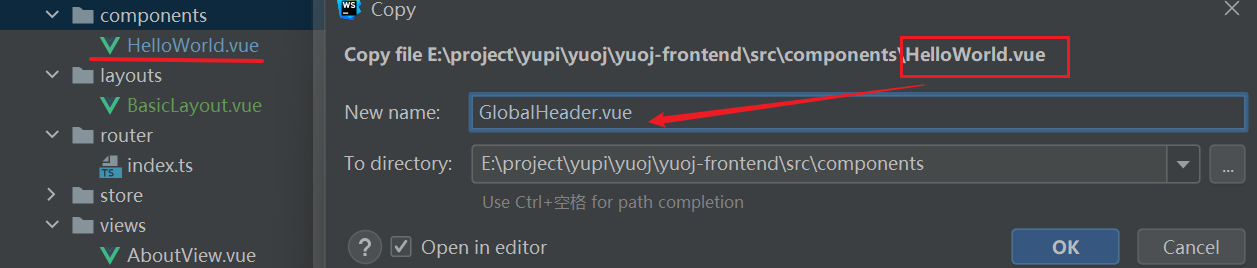 components
HelloWorld.vue
layouts
BasicLayout.vue
router
TS
index.ts
store
views
AboutView.vue
WS
Copy
Copy file E:\project\yupi\yuoj\yuoj-frontend\src\components\HelloWorld.vue
New name: GlobalHeader.vue
To directory: E:\project\yupi\yuoj\yuoj-frontend\src\components
...
Use Ctrl+空格 for path completion
? Open in editor
OK Cancel